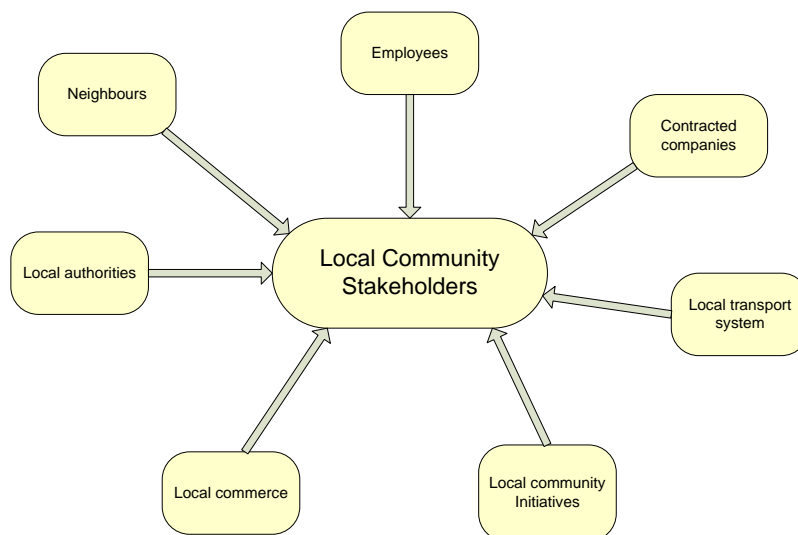 Employees
Neighbours
Contracted
companies
Local Community
Stakeholders
Local authorities
Local transport
system
Local commerce
Local community
Initiatives